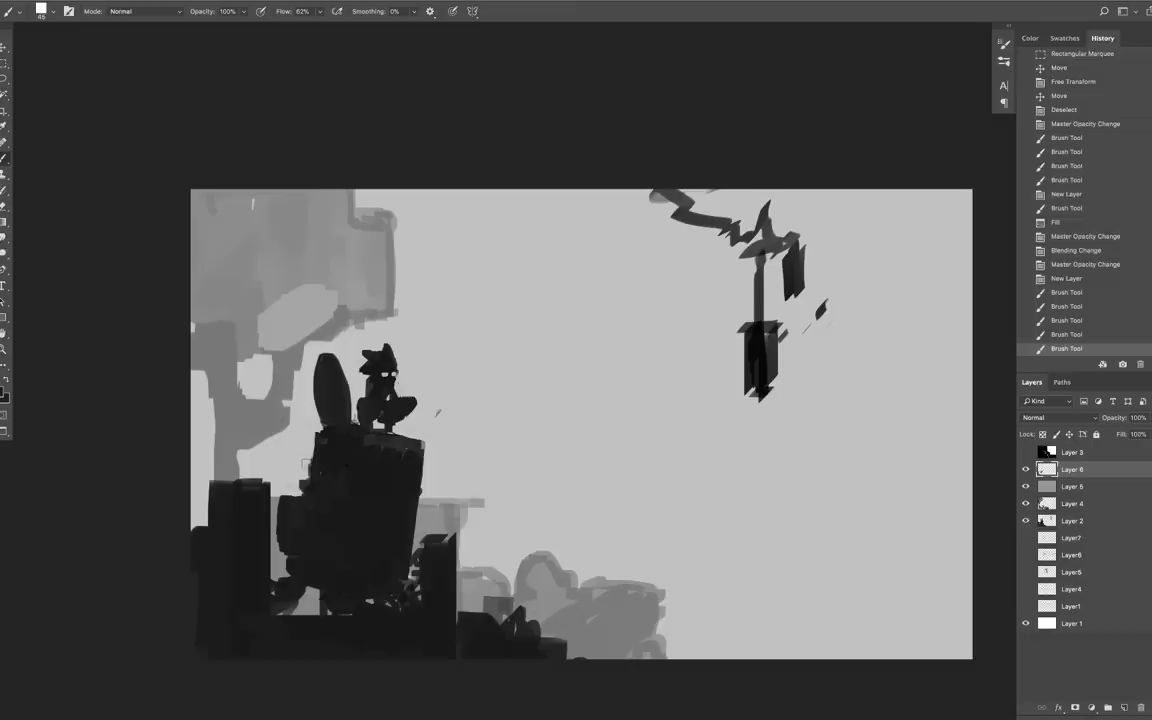 45
Mode: Normal
Opacity: 100%
Flow: 62%
Smoothing: 0%
Color
Swatches
History
Rectangular Marquee
Move
Free Transform
Move
Deselect
Master Opacity Change
Brush Tool
Brush Tool
Brush Tool
Brush Tool
New Layer
Brush Tool
Fill
Master Opacity Change
Blending Change
Master Opacity Change
New Layer
Brush Tool
Brush Tool
Brush Tool
Brush Tool
Brush Tool
Layers
Paths
Kind
Normal
Opacity: 100%
Lock:
Fill: 100%
Layer 3
Layer 6
Layer 5
Layer 4
Layer 2
Layer7
Layer6
Layer5
Layer4
Layer1
Layer 1